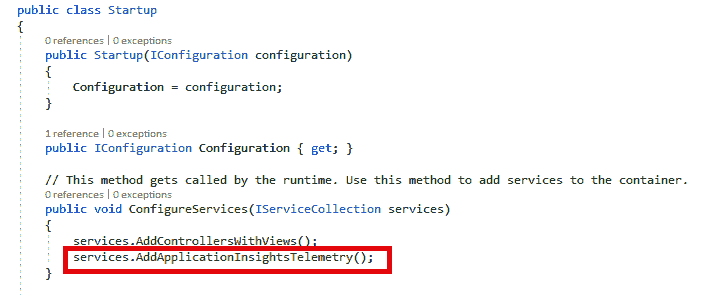 public class Startup
{
0 references | 0 exceptions
public Startup(IConfiguration configuration)
{
Configuration = configuration;
}
1 reference | 0 exceptions
public IConfiguration Configuration { get; }
// This method gets called by the runtime. Use this method to add services to the container.
0 references | 0 exceptions
public void ConfigureServices(IServiceCollection services)
{
services.AddControllersWithViews();
services.AddApplicationInsightsTelemetry();
}